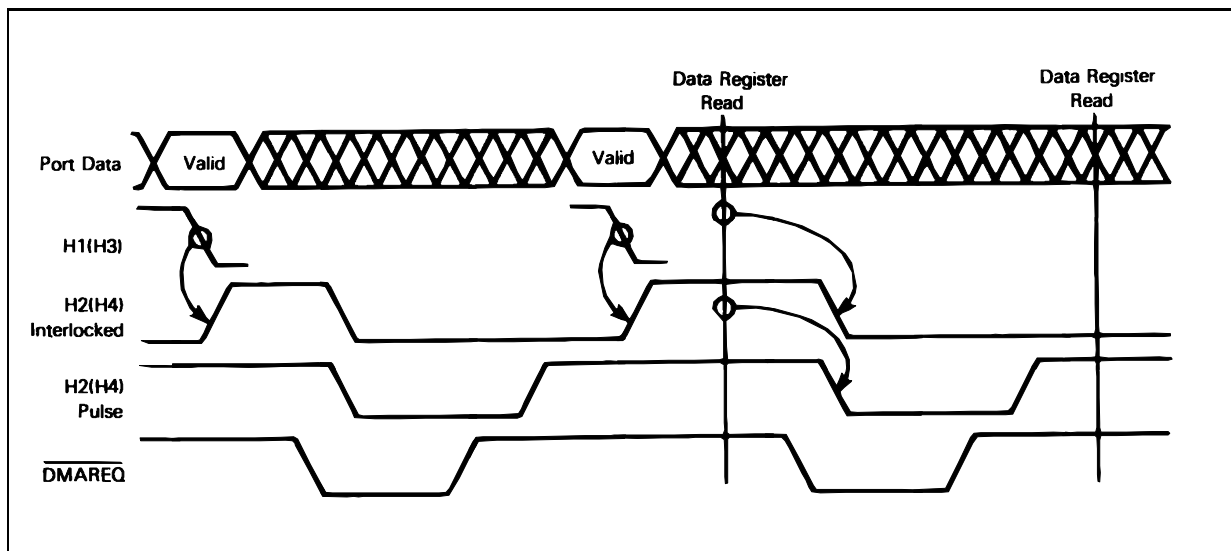 Data Register
Read
Data Register
Read
Port Data
Valid
Valid
H1(H3)
H2(H4)
Interlocked
H2(H4)
Pulse
DMAREQ